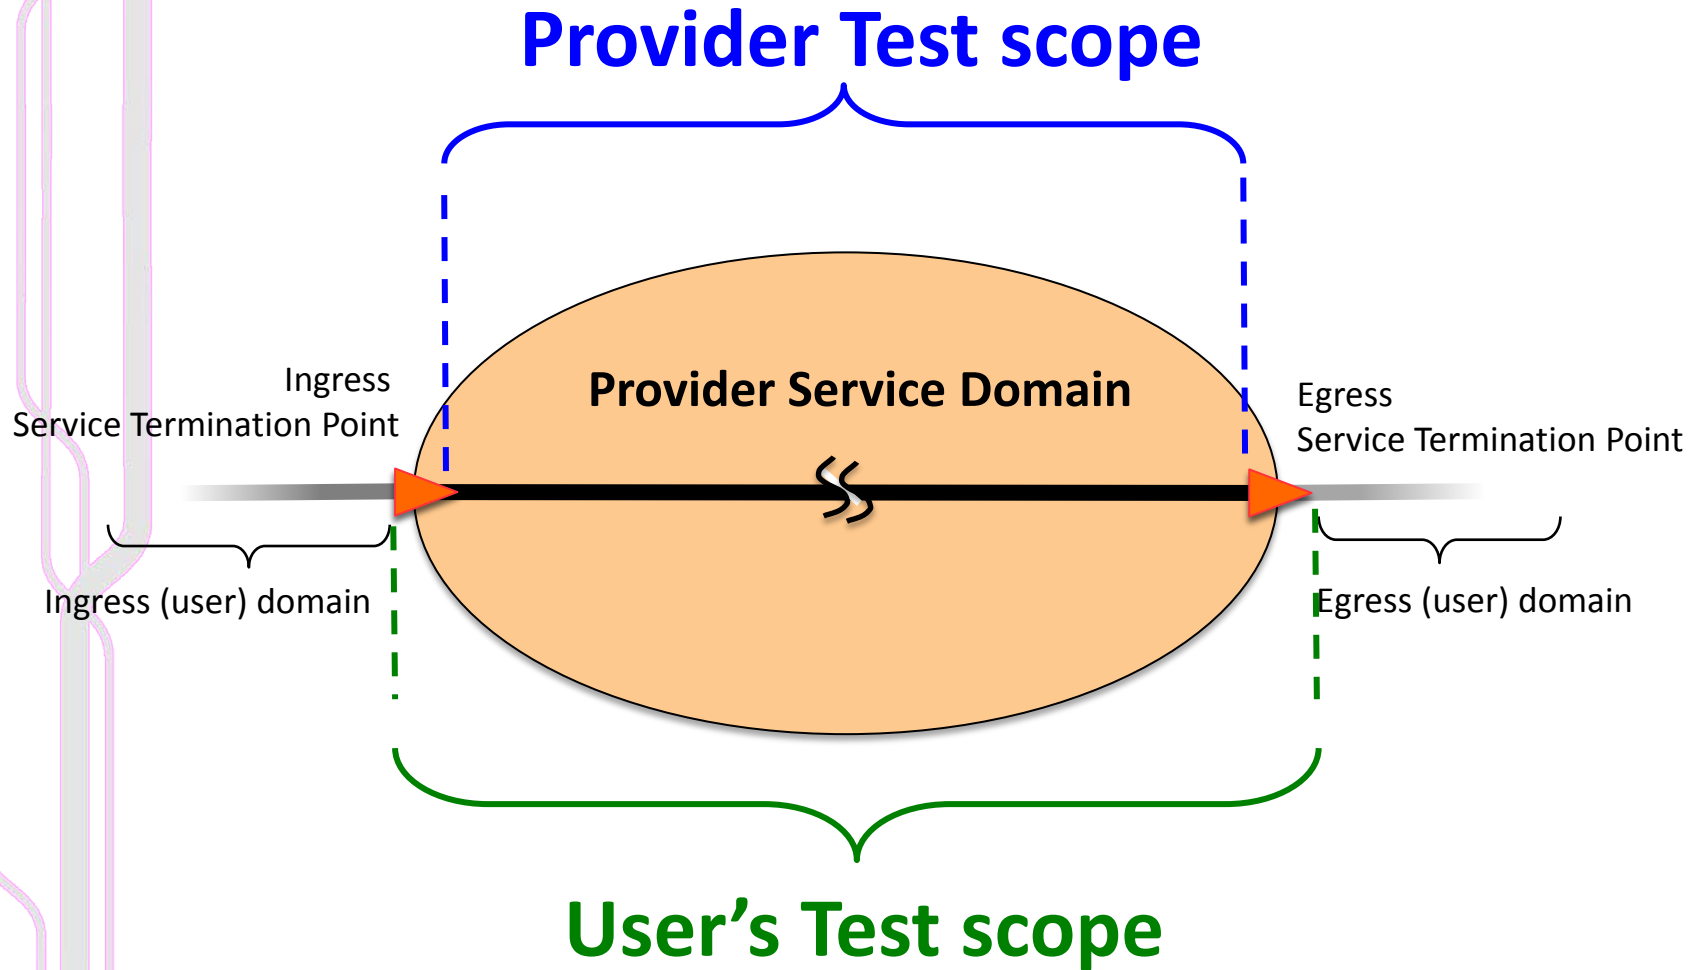 Provider Test scope
Provider Service Domain
Ingress
Service Termination Point
Egress
Service Termination Point
Ingress (user) domain
Egress (user) domain
User’s Test scope